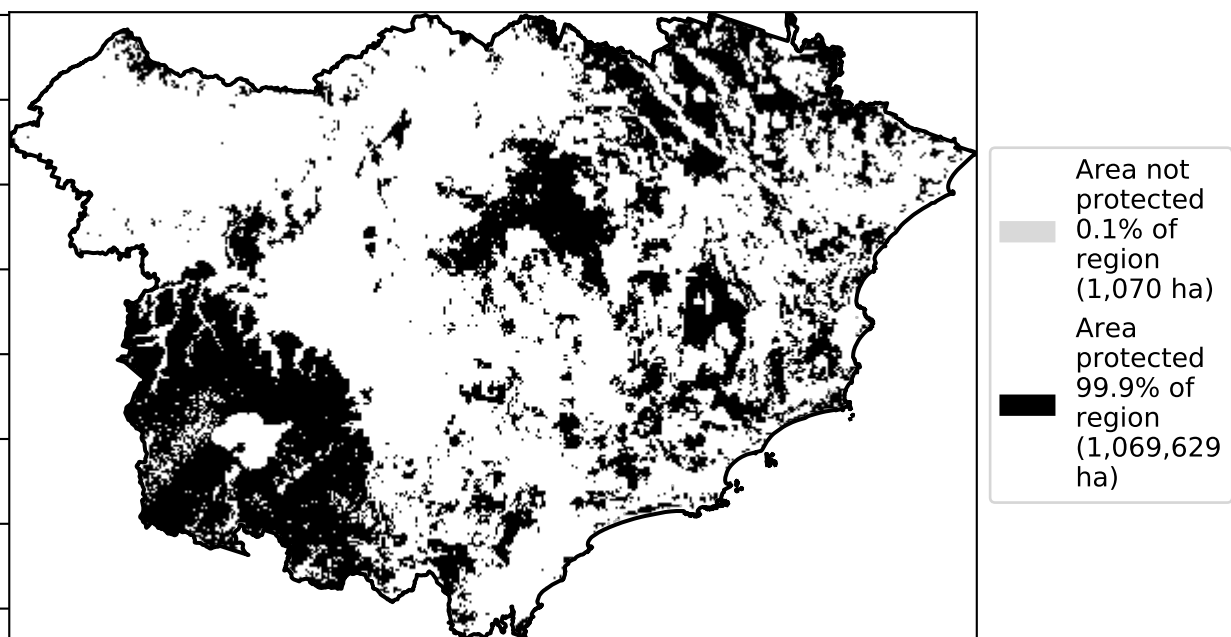 Area not
protected
0.1% of
region
(1,070 ha)
Area
protected
99.9% of
region
(1,069,629
ha)